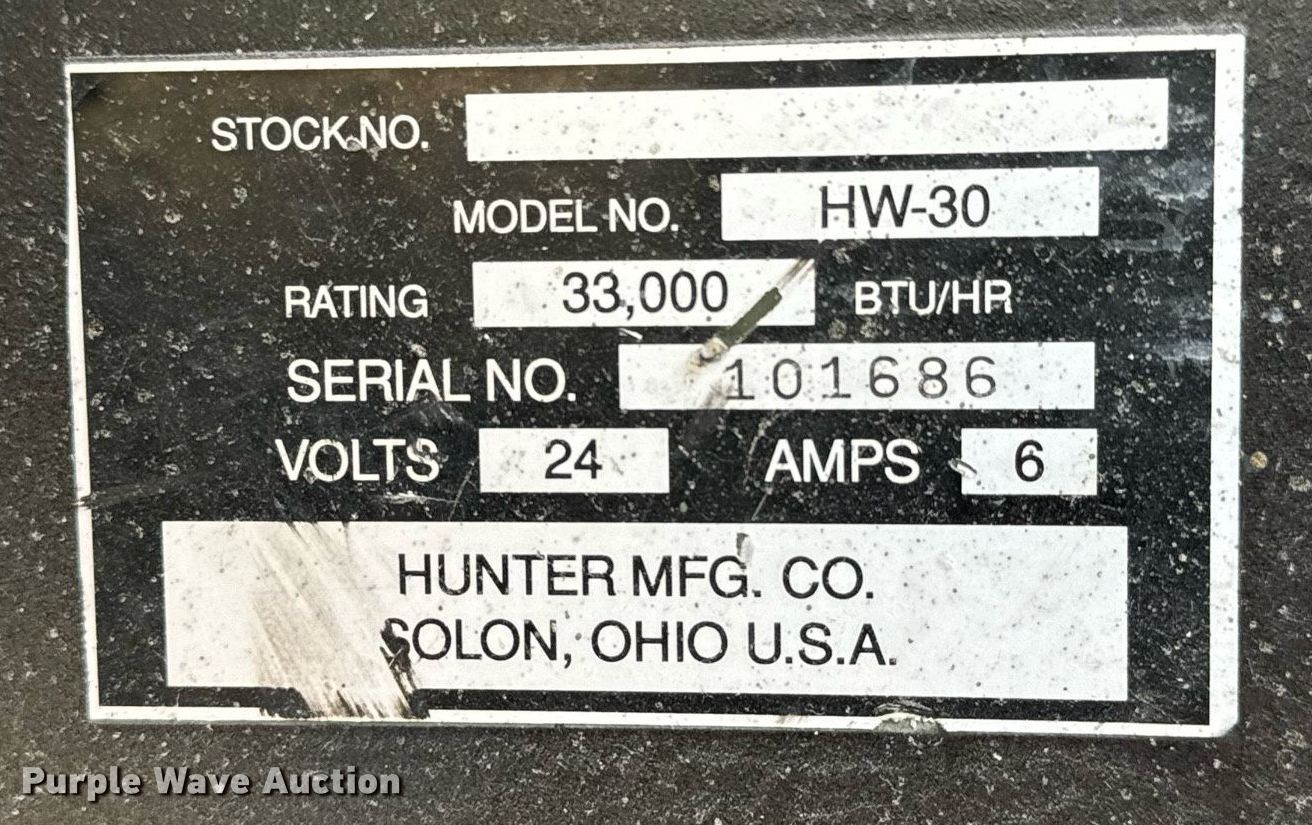 STOCK NO.
MODEL NO. HW-30
RATING 33,000 BTU/HR
SERIAL NO. 101686
VOLTS 24 AMPS 6
HUNTER MFG. CO.
SOLON, OHIO U.S.A.
Purple Wave Auction